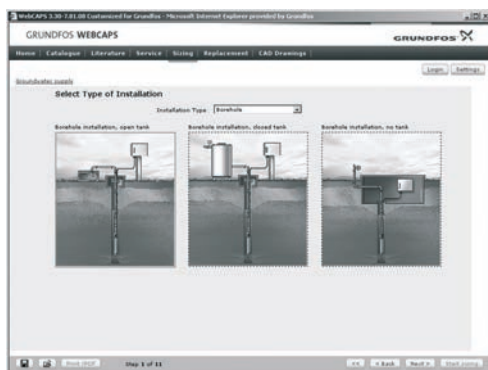 WebCAPS 3.30-7.01.08 Customized for Grundfos - Microsoft Internet Explorer provided by Grundfos
GRUNDFOS WEBCAPS
GRUNDFOS
Home Catalogue Literature Service Sizing Replacement CAD Drawings
Login Settings
Groundwater supply
Select Type of Installation
Installation Type Borehole
Borehole installation, open tank Borehole installation, closed tank Borehole installation, no tank
Step 1 of 11
<< < Back Next > Start sizing